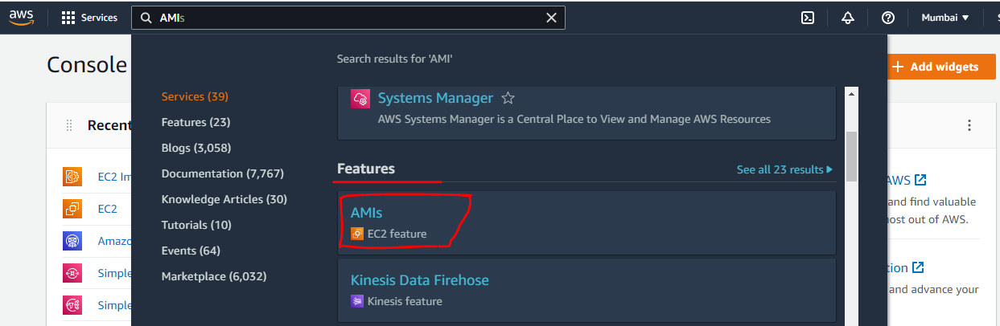 aws Services AMIs Mumbai
Search results for 'AMI'
Console
Add widgets
Services (39)
Features (23)
Blogs (3,058)
Documentation (7,767)
Knowledge Articles (30)
Tutorials (10)
Events (64)
Marketplace (6,032)
Systems Manager
AWS Systems Manager is a Central Place to View and Manage AWS Resources
Features See all 23 results
AMIs
EC2 feature
Kinesis Data Firehose
Kinesis feature
Recent
EC2 Im
EC2
Amazo
Simple
Simple
AWS
and find valuable
ost out of AWS.
tion
and advance your